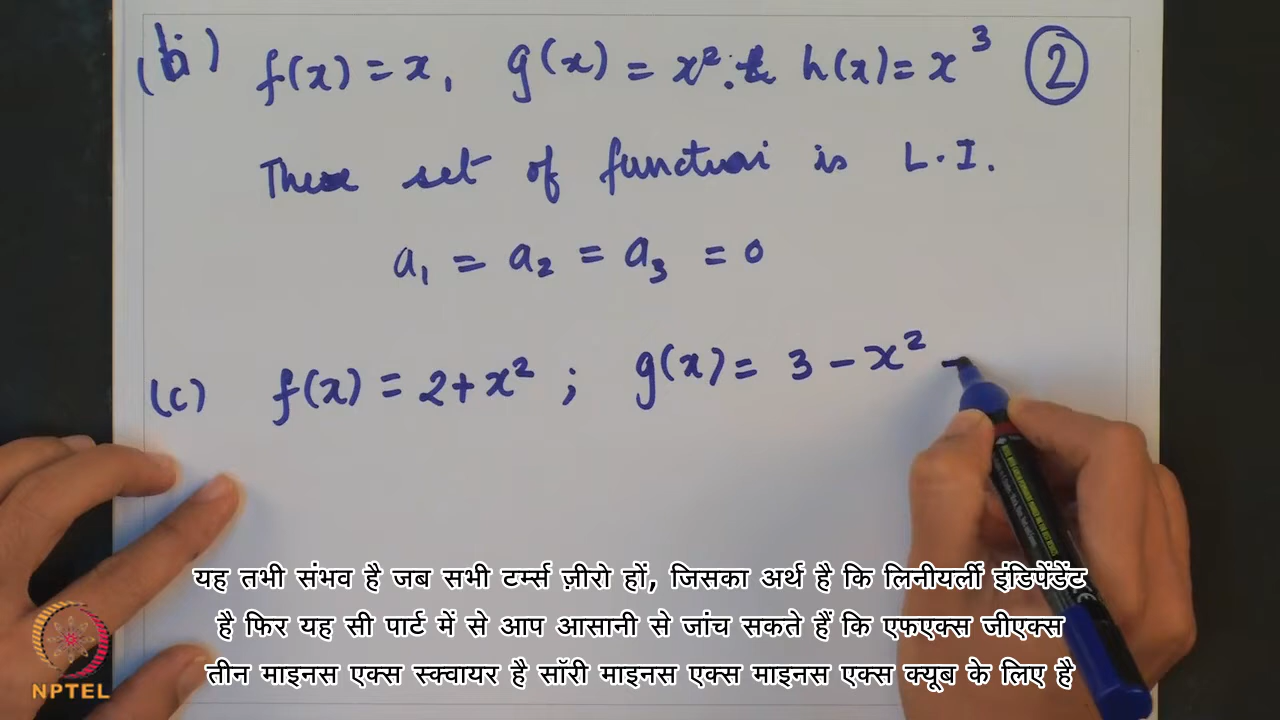 (b) f(x) = x, g(x) = x². & h(x) = x³ ②
These set of functuai is L.I.
a₁ = a₂ = a₃ = 0
(c) f(x) = 2+x² ; g(x) = 3 - x² -
यह तभी संभव है जब सभी टर्म्स ज़ीरो हों, जिसका अर्थ है कि लिनीयर्ली इंडिपेंडेंट
है फिर यह सी पार्ट में से आप आसानी से जांच सकते हैं कि एफएक्स जीएक्स
तीन माइनस एक्स स्क्वायर है सॉरी माइनस एक्स माइनस एक्स क्यूब के लिए है
NPTEL